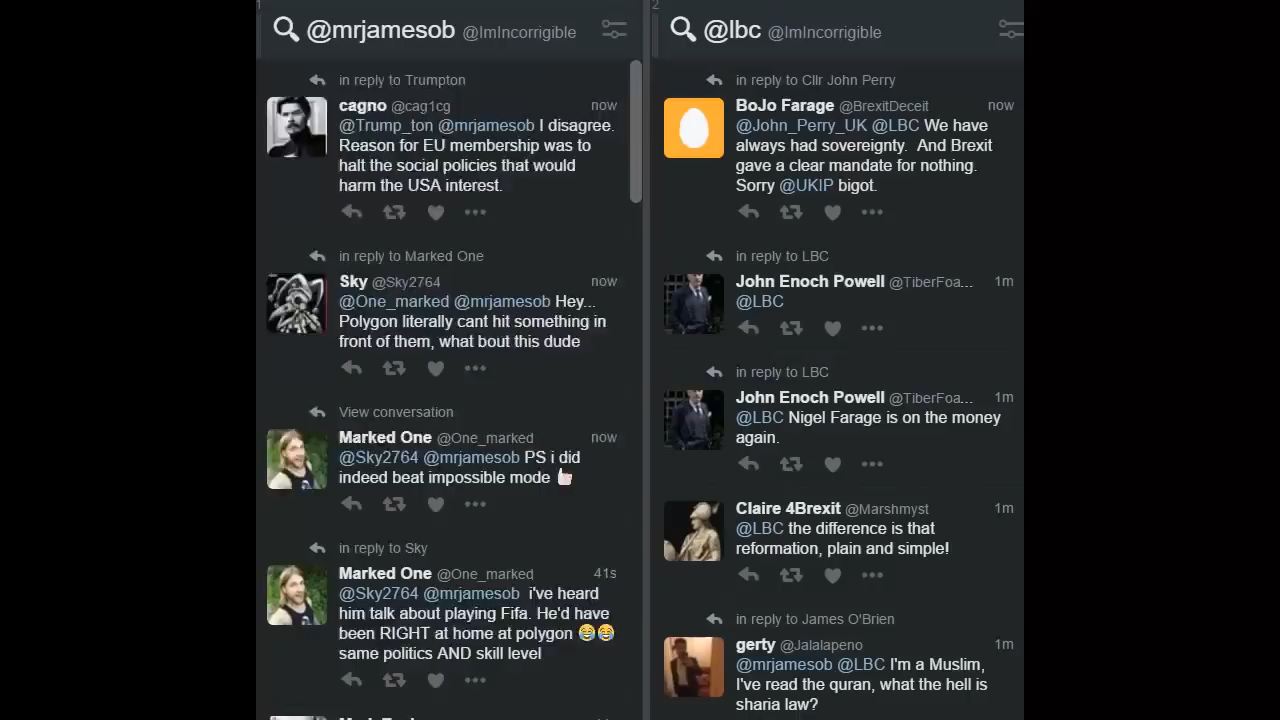 1
@mrjamesob @ImIncorrigible
in reply to Trumpton
cagno @cag1cg now
@Trump_ton @mrjamesob I disagree.
Reason for EU membership was to
halt the social policies that would
harm the USA interest.
in reply to Marked One
Sky @Sky2764 now
@One_marked @mrjamesob Hey...
Polygon literally cant hit something in
front of them, what bout this dude
View conversation
Marked One @One_marked now
@Sky2764 @mrjamesob PS i did
indeed beat impossible mode
in reply to Sky
Marked One @One_marked 41s
@Sky2764 @mrjamesob i've heard
him talk about playing Fifa. He'd have
been RIGHT at home at polygon 😂😂
same politics AND skill level
2
@lbc @ImIncorrigible
in reply to Cllr John Perry
BoJo Farage @BrexitDeceit now
@John_Perry_UK @LBC We have
always had sovereignty. And Brexit
gave a clear mandate for nothing.
Sorry @UKIP bigot.
in reply to LBC
John Enoch Powell @TiberFoa... 1m
@LBC
in reply to LBC
John Enoch Powell @TiberFoa... 1m
@LBC Nigel Farage is on the money
again.
Claire 4Brexit @Marshmyst 1m
@LBC the difference is that
reformation, plain and simple!
in reply to James O'Brien
gerty @Jalalapeno 1m
@mrjamesob @LBC I'm a Muslim,
I've read the quran, what the hell is
sharia law?